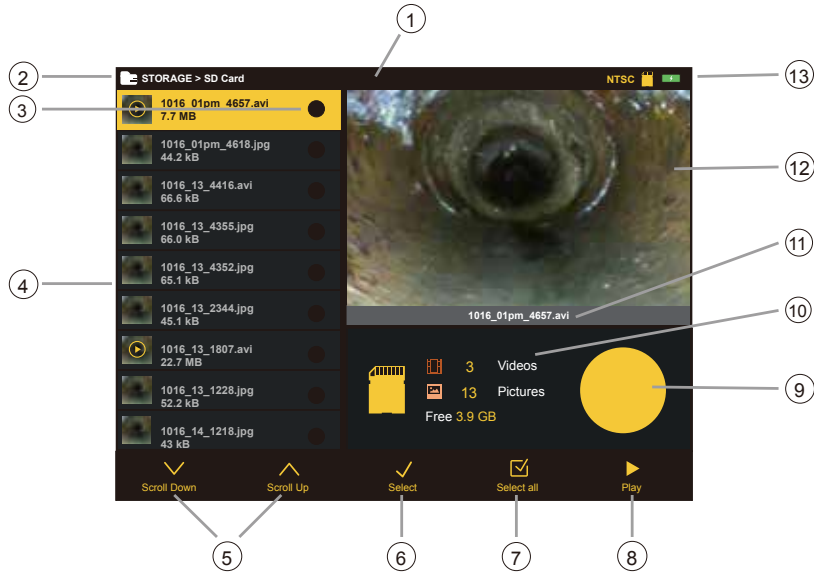 1
2
STORAGE > SD Card
NTSC
13
3
1016_01pm_4657.avi
7.7 MB
1016_01pm_4618.jpg
44.2 kB
1016_13_4416.avi
66.6 kB
1016_13_4355.jpg
66.0 kB
1016_13_4352.jpg
65.1 kB
1016_13_2344.jpg
45.1 kB
1016_13_1807.avi
22.7 MB
1016_13_1228.jpg
52.2 kB
1016_14_1218.jpg
43 kB
4
12
11
1016_01pm_4657.avi
10
3 Videos
13 Pictures
Free 3.9 GB
9
Scroll Down
Scroll Up
Select
Select all
Play
5
6
7
8